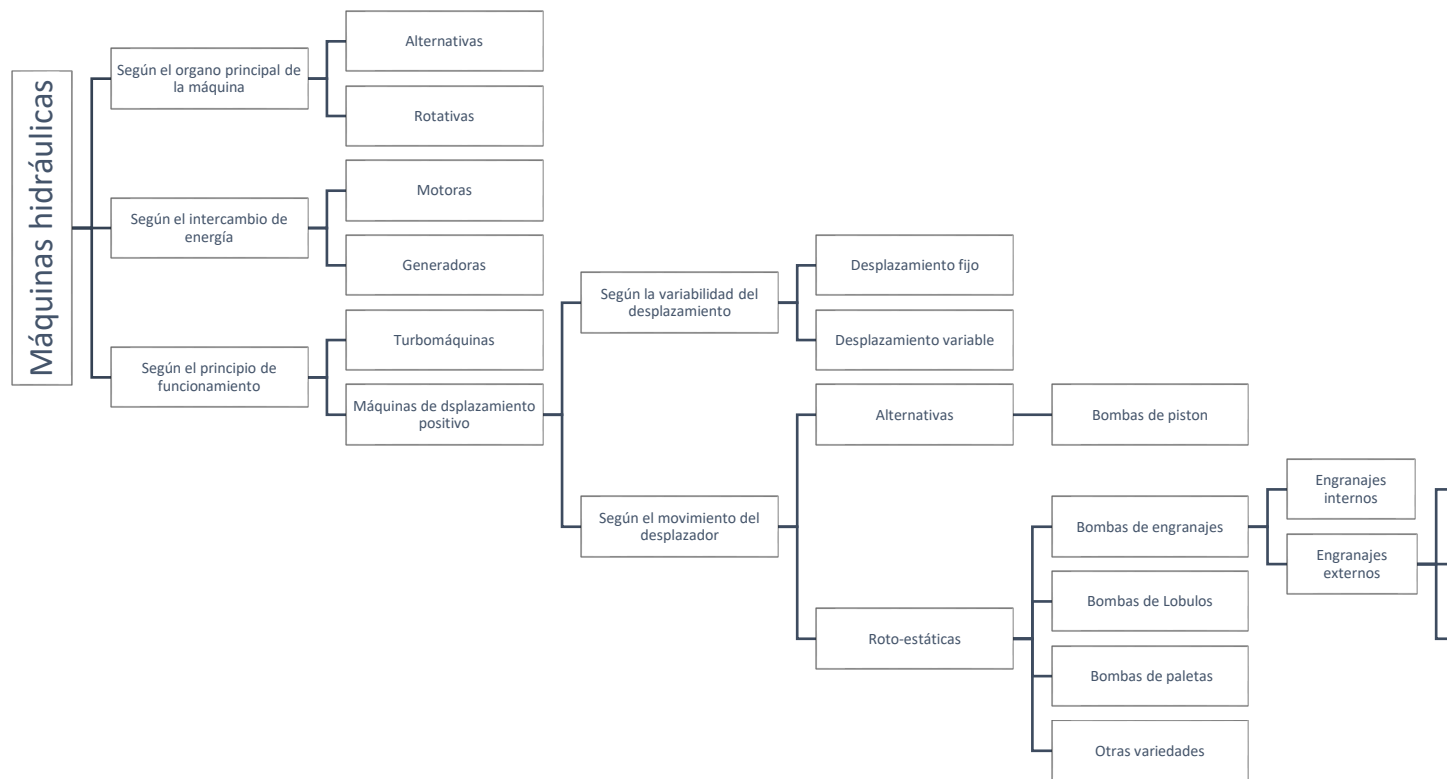 Máquinas hidráulicas
Según el organo principal de
la máquina
Alternativas
Rotativas
Según el intercambio de
energía
Motoras
Generadoras
Según el principio de
funcionamiento
Turbomáquinas
Máquinas de dsplazamiento
positivo
Según la variabilidad del
desplazamiento
Desplazamiento fijo
Desplazamiento variable
Según el movimiento del
desplazador
Alternativas
Bombas de piston
Roto-estáticas
Bombas de engranajes
Engranajes
internos
Engranajes
externos
Bombas de Lobulos
Bombas de paletas
Otras variedades